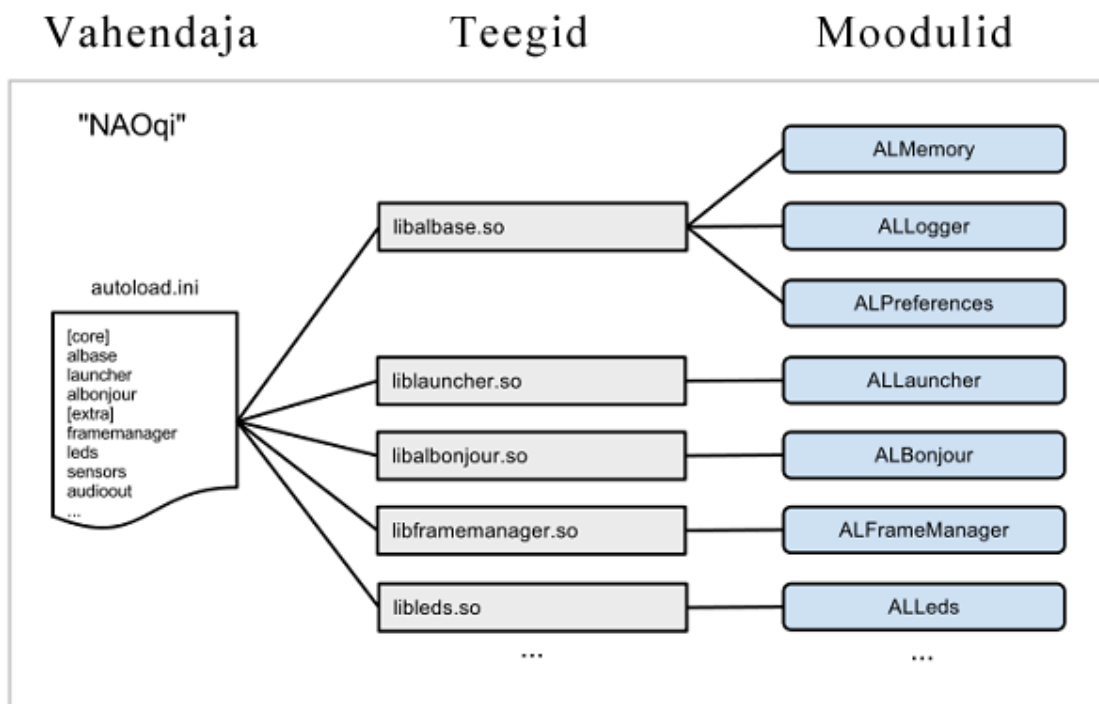 Vahendaja Teegid Moodulid
"NAOqi"
autoload.ini
[core]
albase
launcher
albonjour
[extra]
framemanager
leds
sensors
audioout
...
libalbase.so
liblauncher.so
libalbonjour.so
libframemanager.so
libleds.so
...
ALMemory
ALLogger
ALPreferences
ALLauncher
ALBonjour
ALFrameManager
ALLeds
...